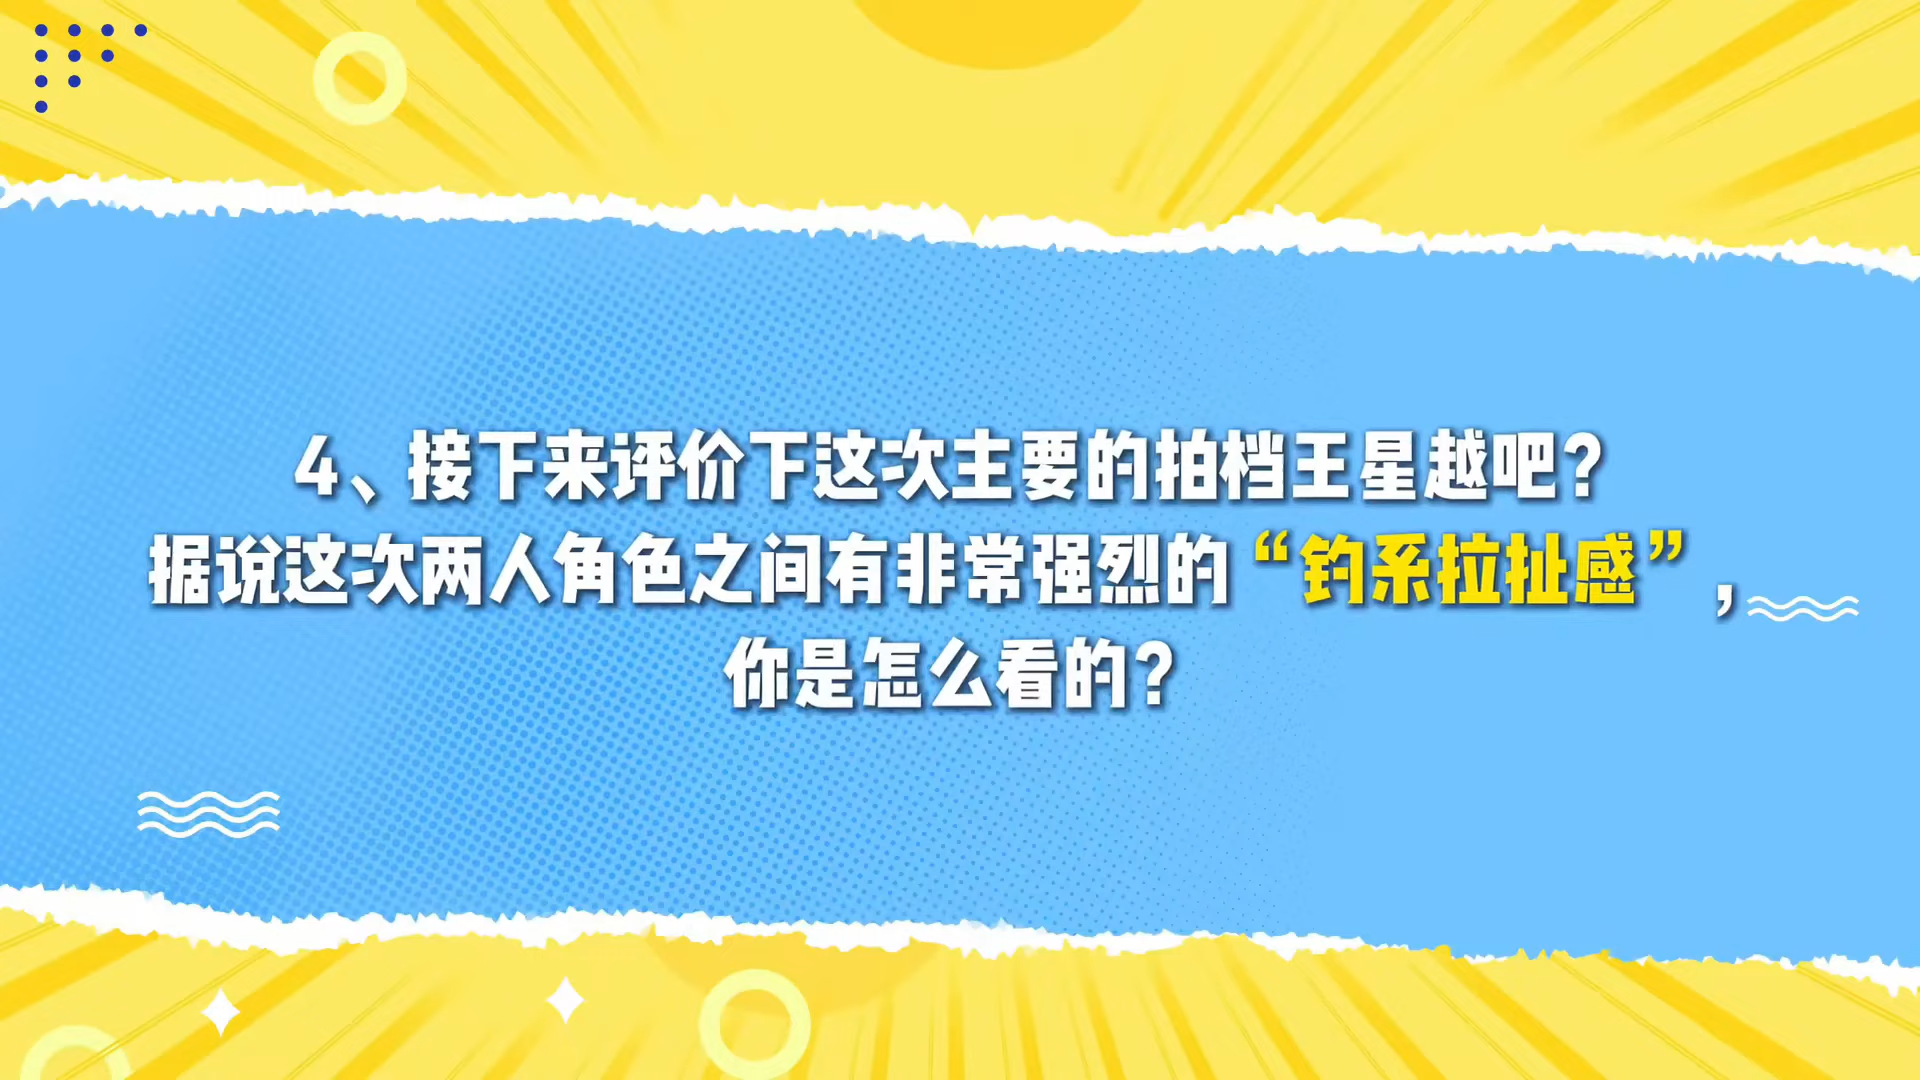 4、接下来评价下这次主要的拍档王星越吧？
据说这次两人角色之间有非常强烈的“钓系拉扯感”，
你是怎么看的？